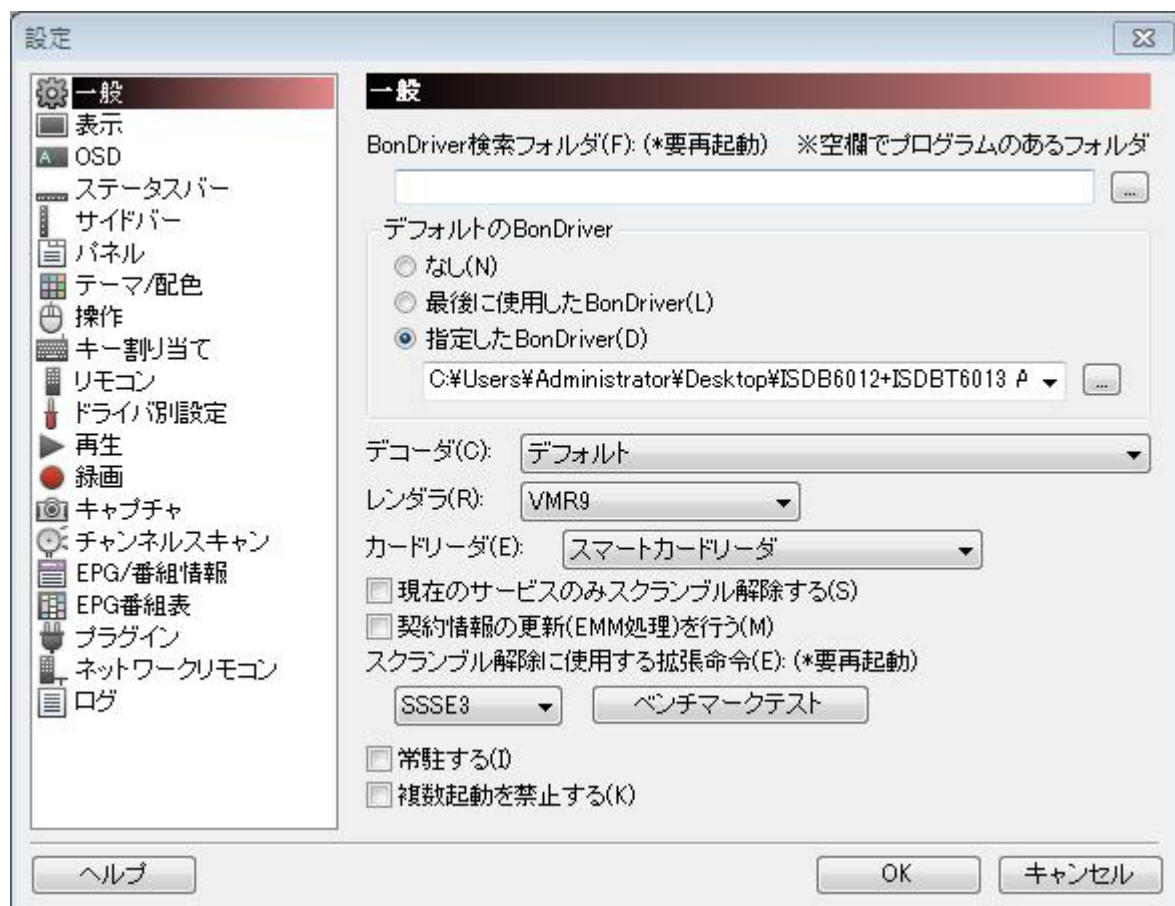 設定
一般
表示
A OSD
ステータスバー
サイドバー
パネル
テーマ/配色
操作
キー割り当て
リモコン
ドライバ別設定
再生
録画
キャプチャ
チャンネルスキャン
EPG/番組情報
EPG番組表
プラグイン
ネットワークリモコン
ログ
一般
BonDriver検索フォルダ(F): (*要再起動) ※空欄でプログラムのあるフォルダ
...
デフォルトのBonDriver
なし(N)
最後に使用したBonDriver(L)
指定したBonDriver(D)
C:¥Users¥Administrator¥Desktop¥ISDB6012+ISDBT6013 A
...
デコーダ(C): デフォルト
レンダラ(R): VMR9
カードリーダ(E): スマートカードリーダ
現在のサービスのみスクランブル解除する(S)
契約情報の更新(EMM処理)を行う(M)
スクランブル解除に使用する拡張命令(E): (*要再起動)
SSSE3 ベンチマークテスト
常駐する(I)
複数起動を禁止する(K)
ヘルプ OK キャンセル